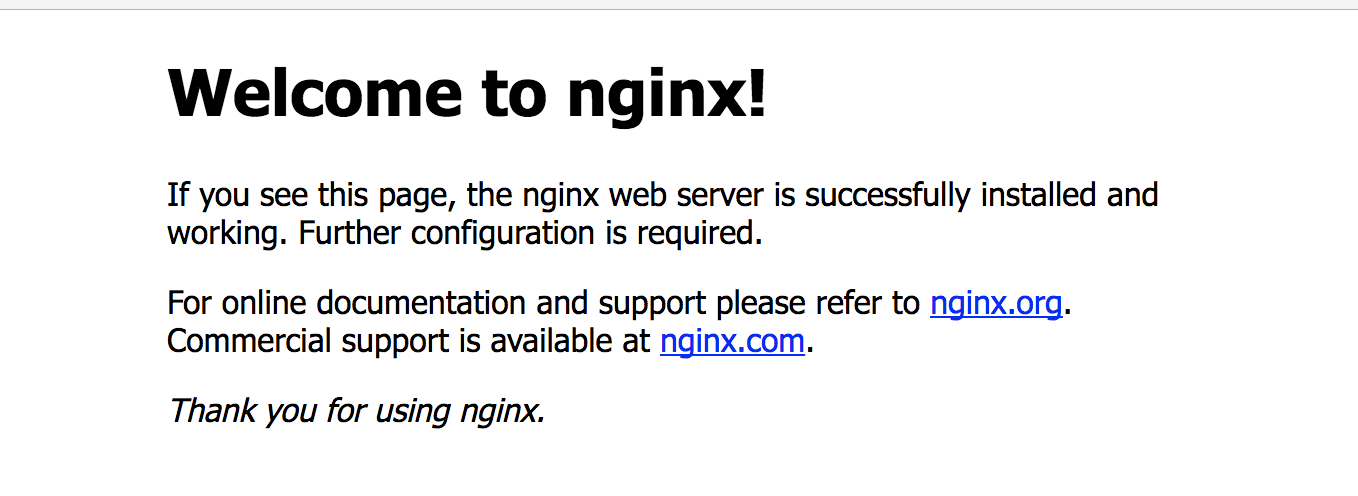 Welcome to nginx!
If you see this page, the nginx web server is successfully installed and
working. Further configuration is required.
For online documentation and support please refer to nginx.org.
Commercial support is available at nginx.com.
Thank you for using nginx.